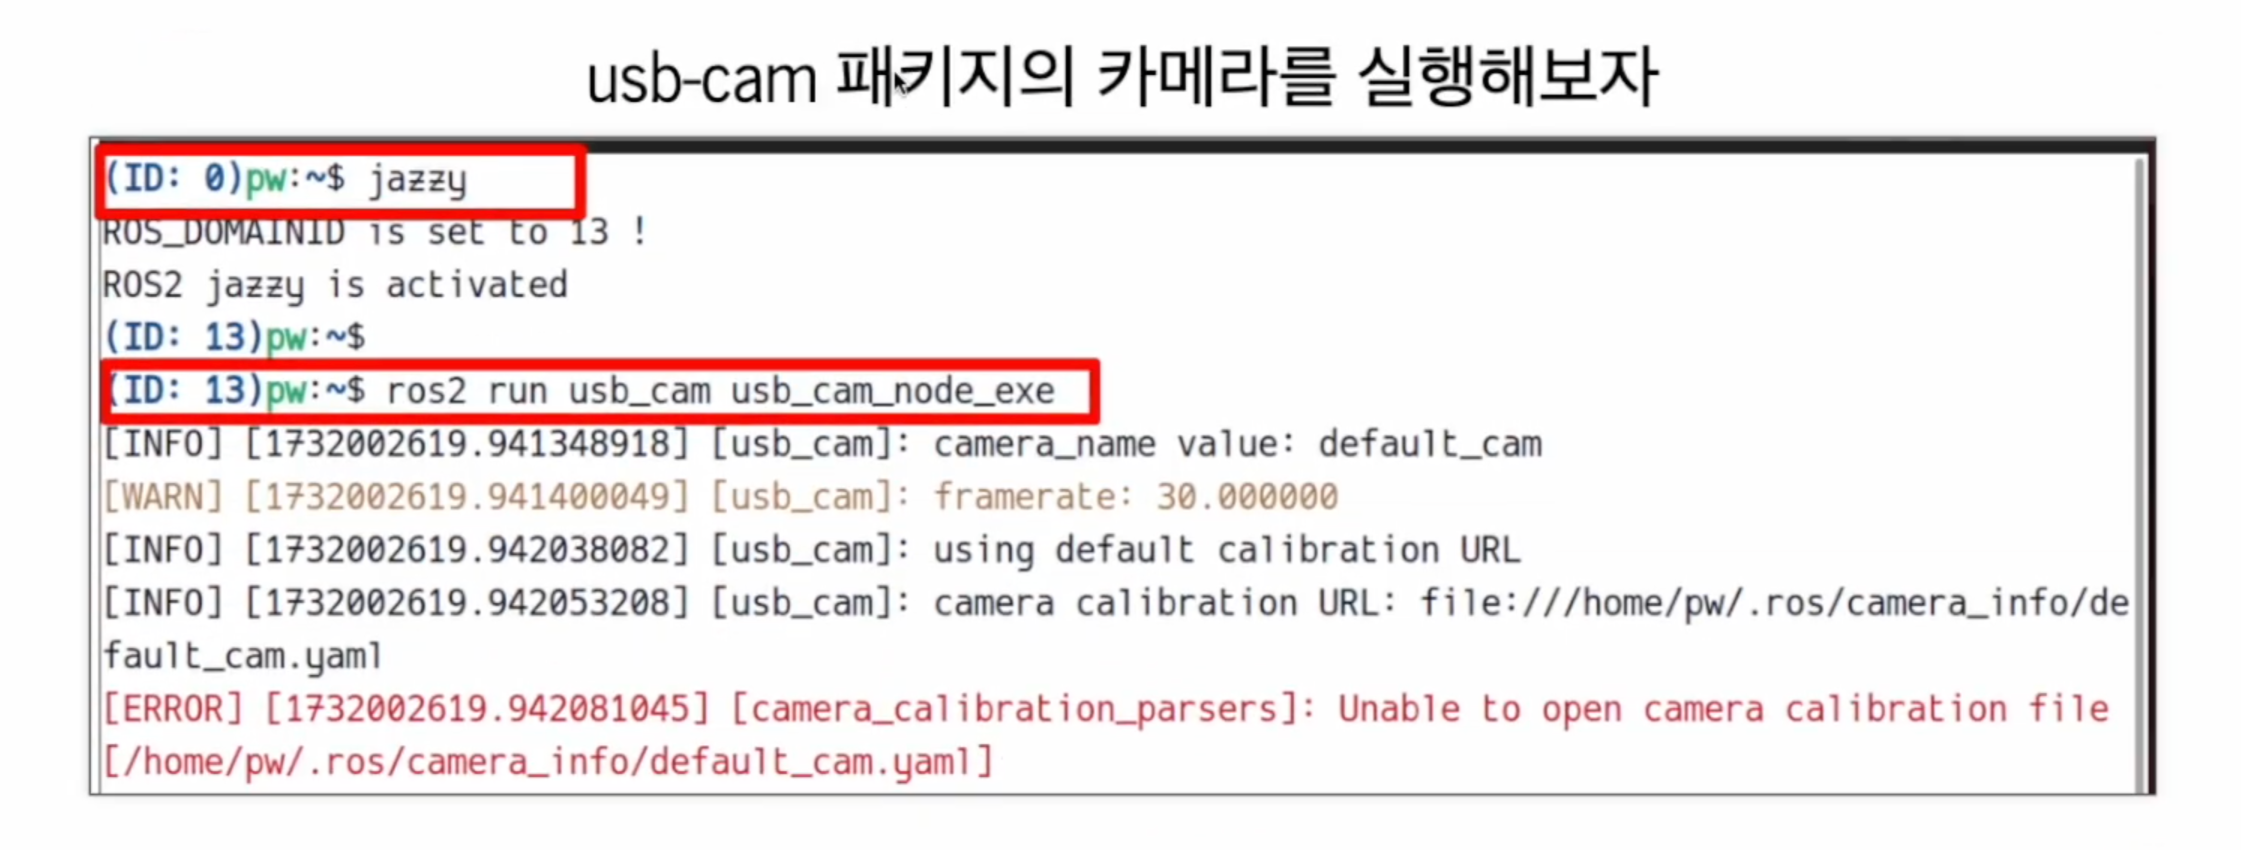 usb-cam 패키지의 카메라를 실행해보자
(ID: 0)pw:~$ jazzy
ROS_DOMAINID is set to 13 !
ROS2 jazzy is activated
(ID: 13)pw:~$
(ID: 13)pw:~$ ros2 run usb_cam usb_cam_node_exe
[INFO] [1732002619.941348918] [usb_cam]: camera_name value: default_cam
[WARN] [1732002619.941400049] [usb_cam]: framerate: 30.000000
[INFO] [1732002619.942038082] [usb_cam]: using default calibration URL
[INFO] [1732002619.942053208] [usb_cam]: camera calibration URL: file:///home/pw/.ros/camera_info/de
fault_cam.yaml
[ERROR] [1732002619.942081045] [camera_calibration_parsers]: Unable to open camera calibration file
[/home/pw/.ros/camera_info/default_cam.yaml]